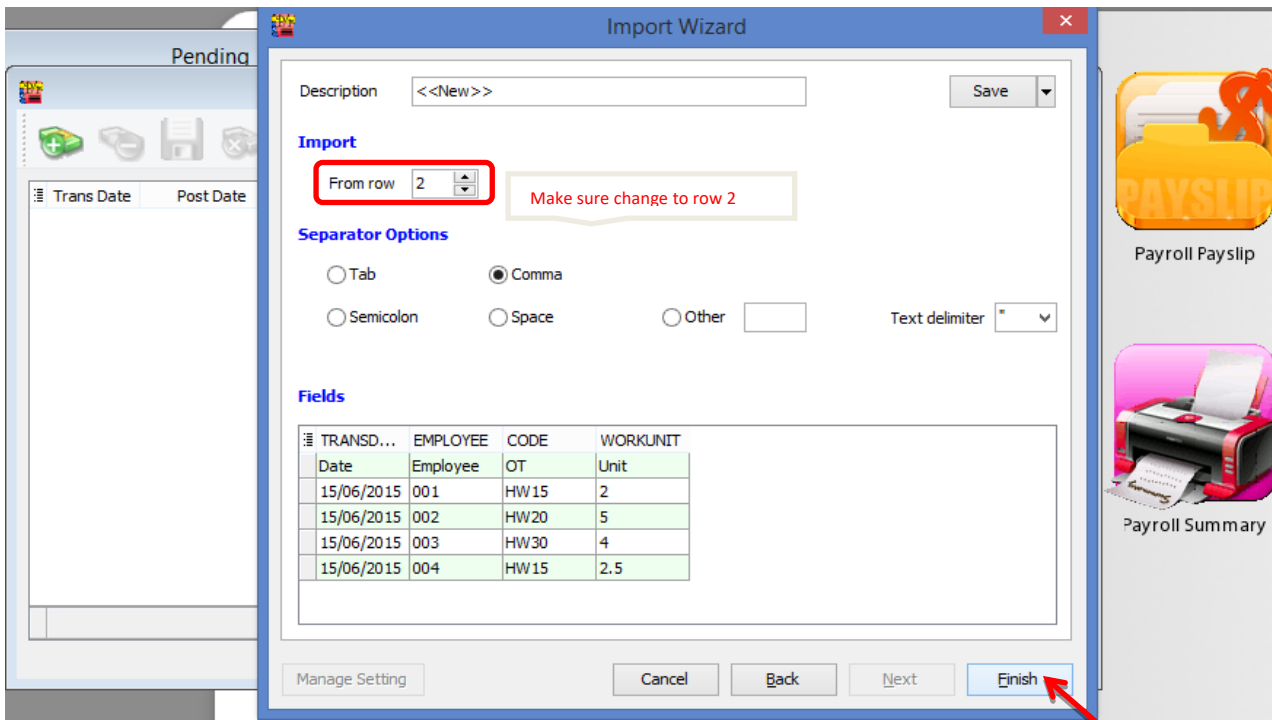 Import Wizard
Pending
Description <<New>> Save
Import
From row 2
Make sure change to row 2
Trans Date Post Date
Separator Options
Tab Comma
Semicolon Space Other Text delimiter "
Fields
TRANSD... EMPLOYEE CODE WORKUNIT
Date Employee OT Unit
15/06/2015 001 HW15 2
15/06/2015 002 HW20 5
15/06/2015 003 HW30 4
15/06/2015 004 HW15 2.5
Manage Setting Cancel Back Next Finish
PAYSLIP
Payroll Payslip
Payroll Summary